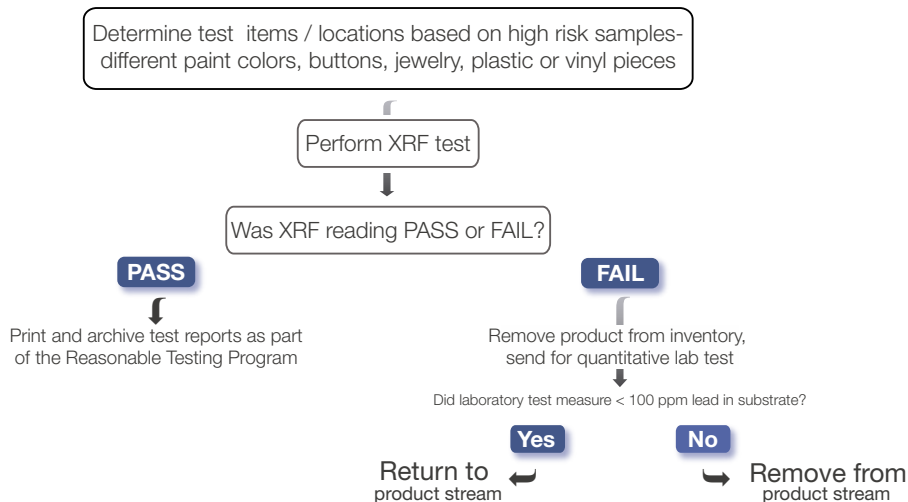 Determine test items / locations based on high risk samples-
different paint colors, buttons, jewelry, plastic or vinyl pieces
Perform XRF test
Was XRF reading PASS or FAIL?
PASS
FAIL
Print and archive test reports as part
of the Reasonable Testing Program
Remove product from inventory,
send for quantitative lab test
Did laboratory test measure < 100 ppm lead in substrate?
Yes
No
Return to
product stream
Remove from
product stream